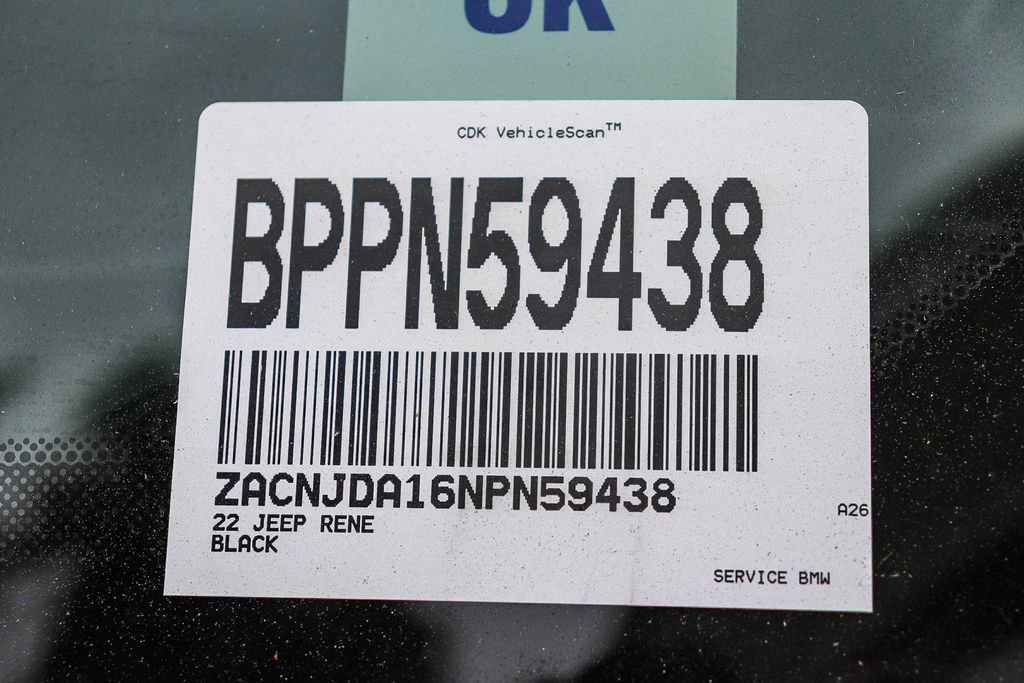 CDK VehicleScan™
BPPN59438
ZACNJDA16NPN59438
22 JEEP RENE
A26
BLACK
SERVICE BMW